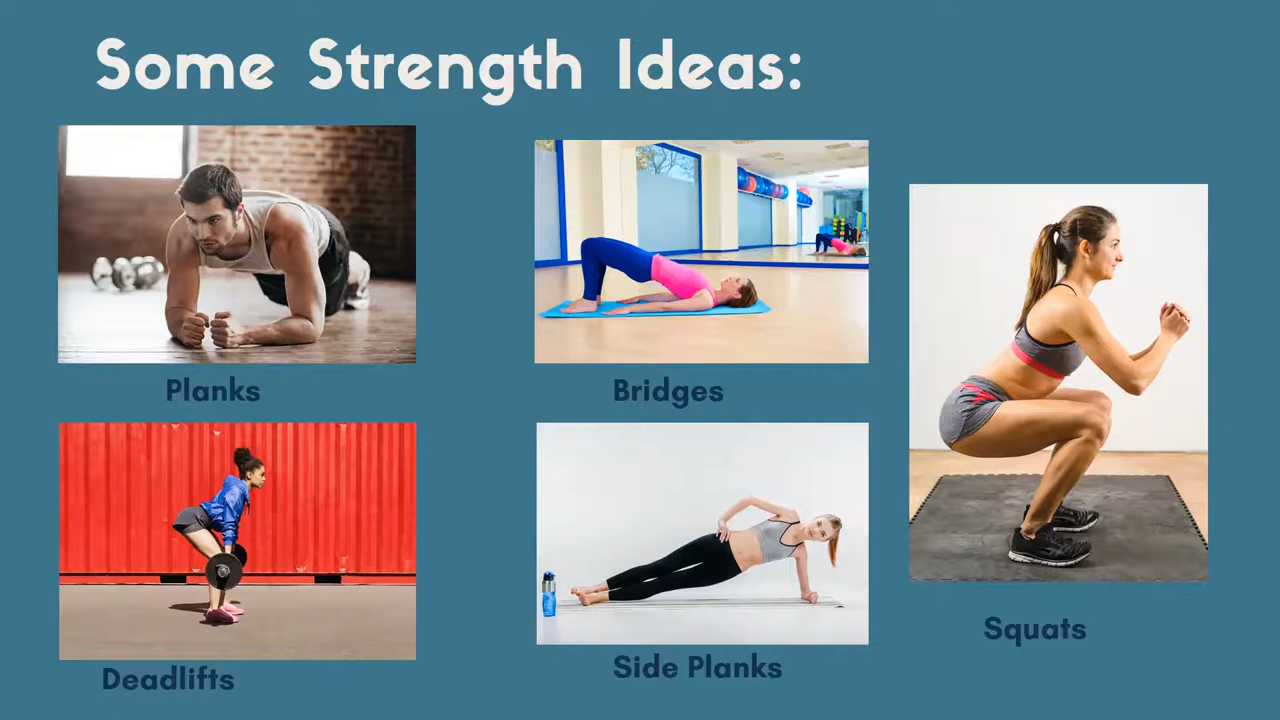 Some Strength Ideas:
Planks
Bridges
Squats
Deadlifts
Side Planks